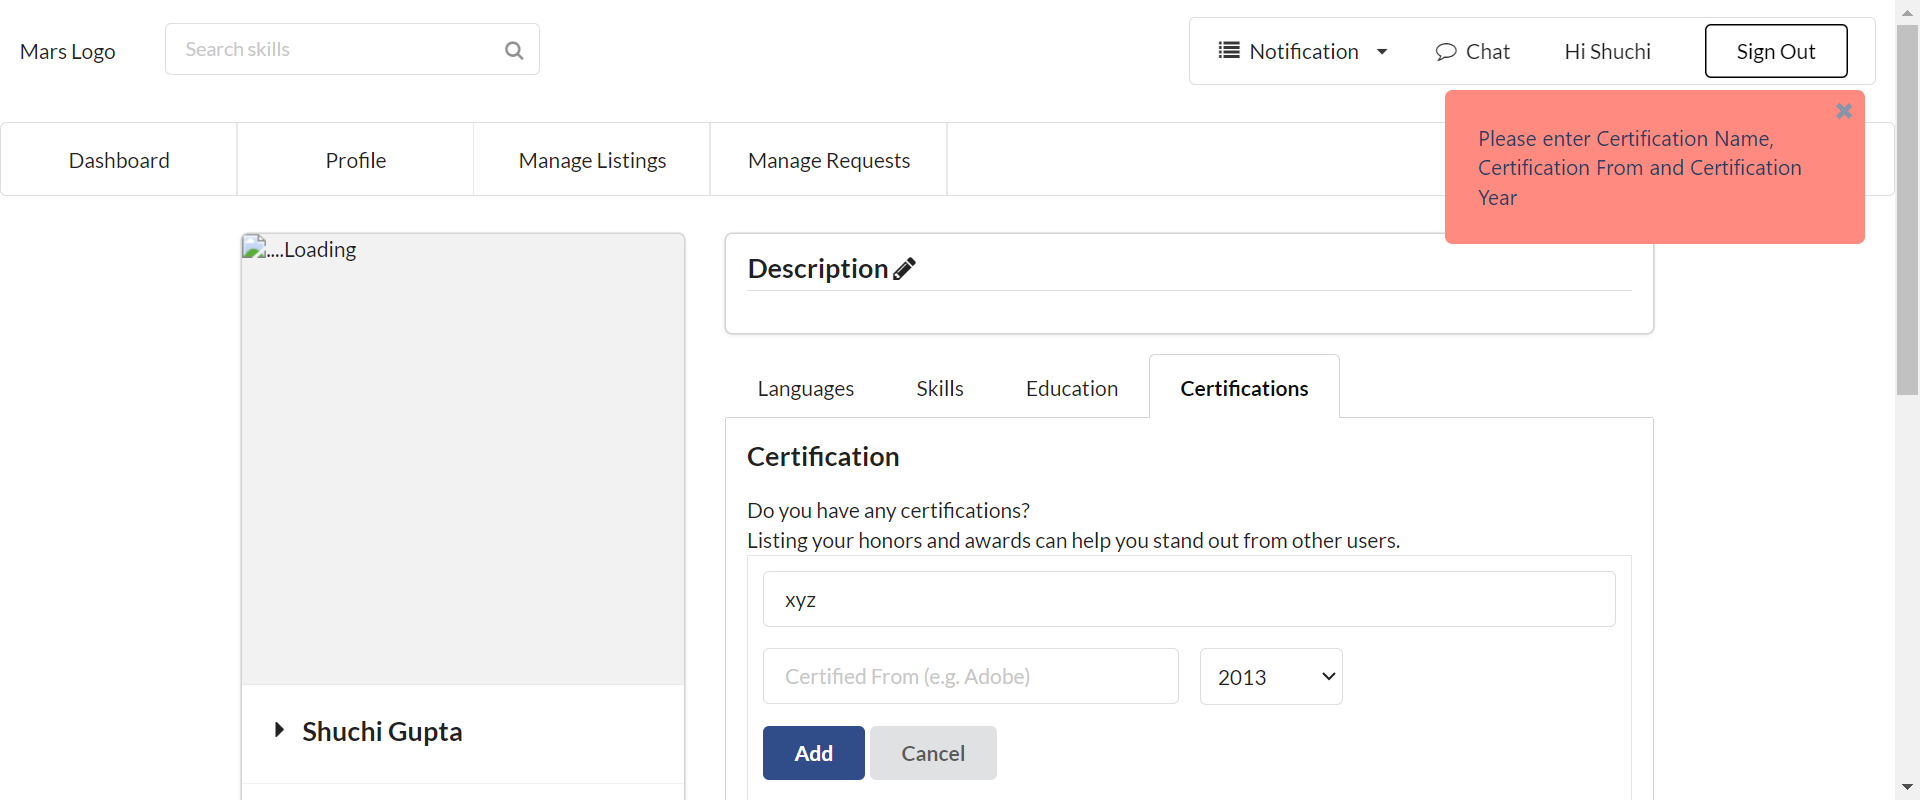 Mars Logo
Search skills
Notification
Chat
Hi Shuchi
Sign Out
Please enter Certification Name,
Certification From and Certification
Year
Dashboard
Profile
Manage Listings
Manage Requests
....Loading
Description
Languages
Skills
Education
Certifications
Certification
Do you have any certifications?
Listing your honors and awards can help you stand out from other users.
xyz
Certified From (e.g. Adobe)
2013
Add
Cancel
Shuchi Gupta